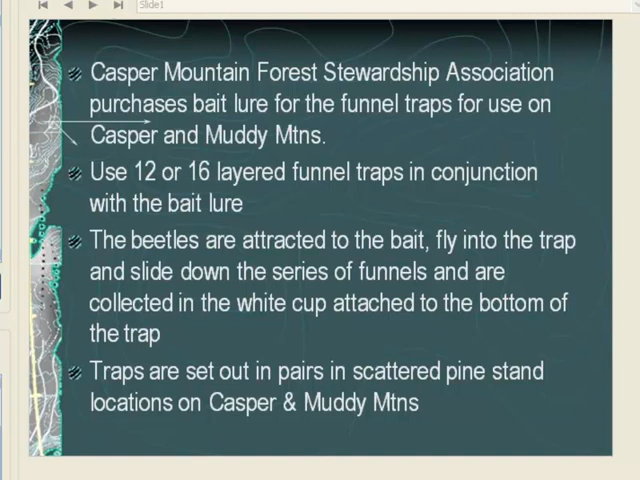 Slide1
Casper Mountain Forest Stewardship Association
purchases bait lure for the funnel traps for use on
Casper and Muddy Mtns.
Use 12 or 16 layered funnel traps in conjunction
with the bait lure
The beetles are attracted to the bait, fly into the trap
and slide down the series of funnels and are
collected in the white cup attached to the bottom of
the trap
Traps are set out in pairs in scattered pine stand
locations on Casper & Muddy Mtns